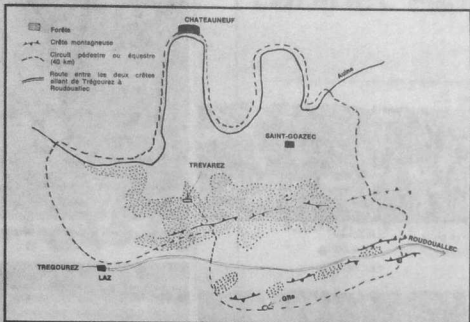 CHATEAUNEUF
Forêts
Crête montagneuse
Circuit pédestre ou équestre
(40 km)
Route entre les deux crêtes
allant de Trégourez à
Roudouallec
Aulne
SAINT-GOAZEC
TREVAREZ
ROUDOUALLEC
TREGOUREZ
LAZ
Gîte